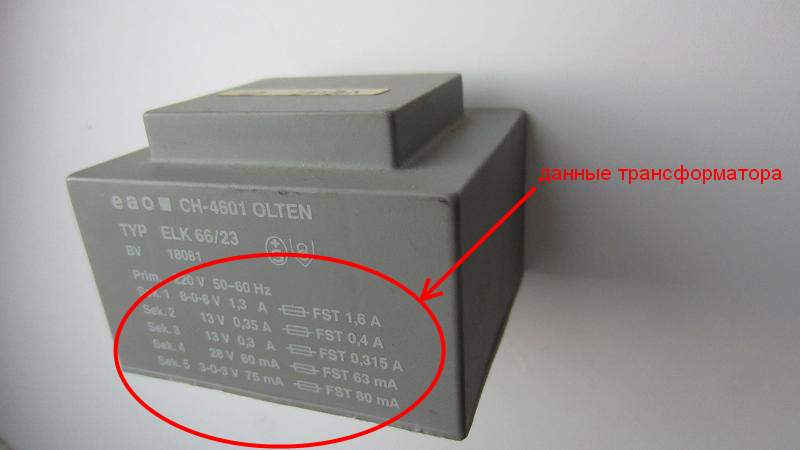 данные трансформатора
eao CH-4601 OLTEN
TYP ELK 66/23
BV 18081
Prim. 220 V 50-60 Hz
Sek.1 8-0-8 V 1,3 A FST 1,6 A
Sek.2 13 V 0,35 A FST 0,4 A
Sek.3 13 V 0,3 A FST 0,315 A
Sek.4 28 V 60 mA FST 63 mA
Sek.5 3-0-3 V 75 mA FST 80 mA